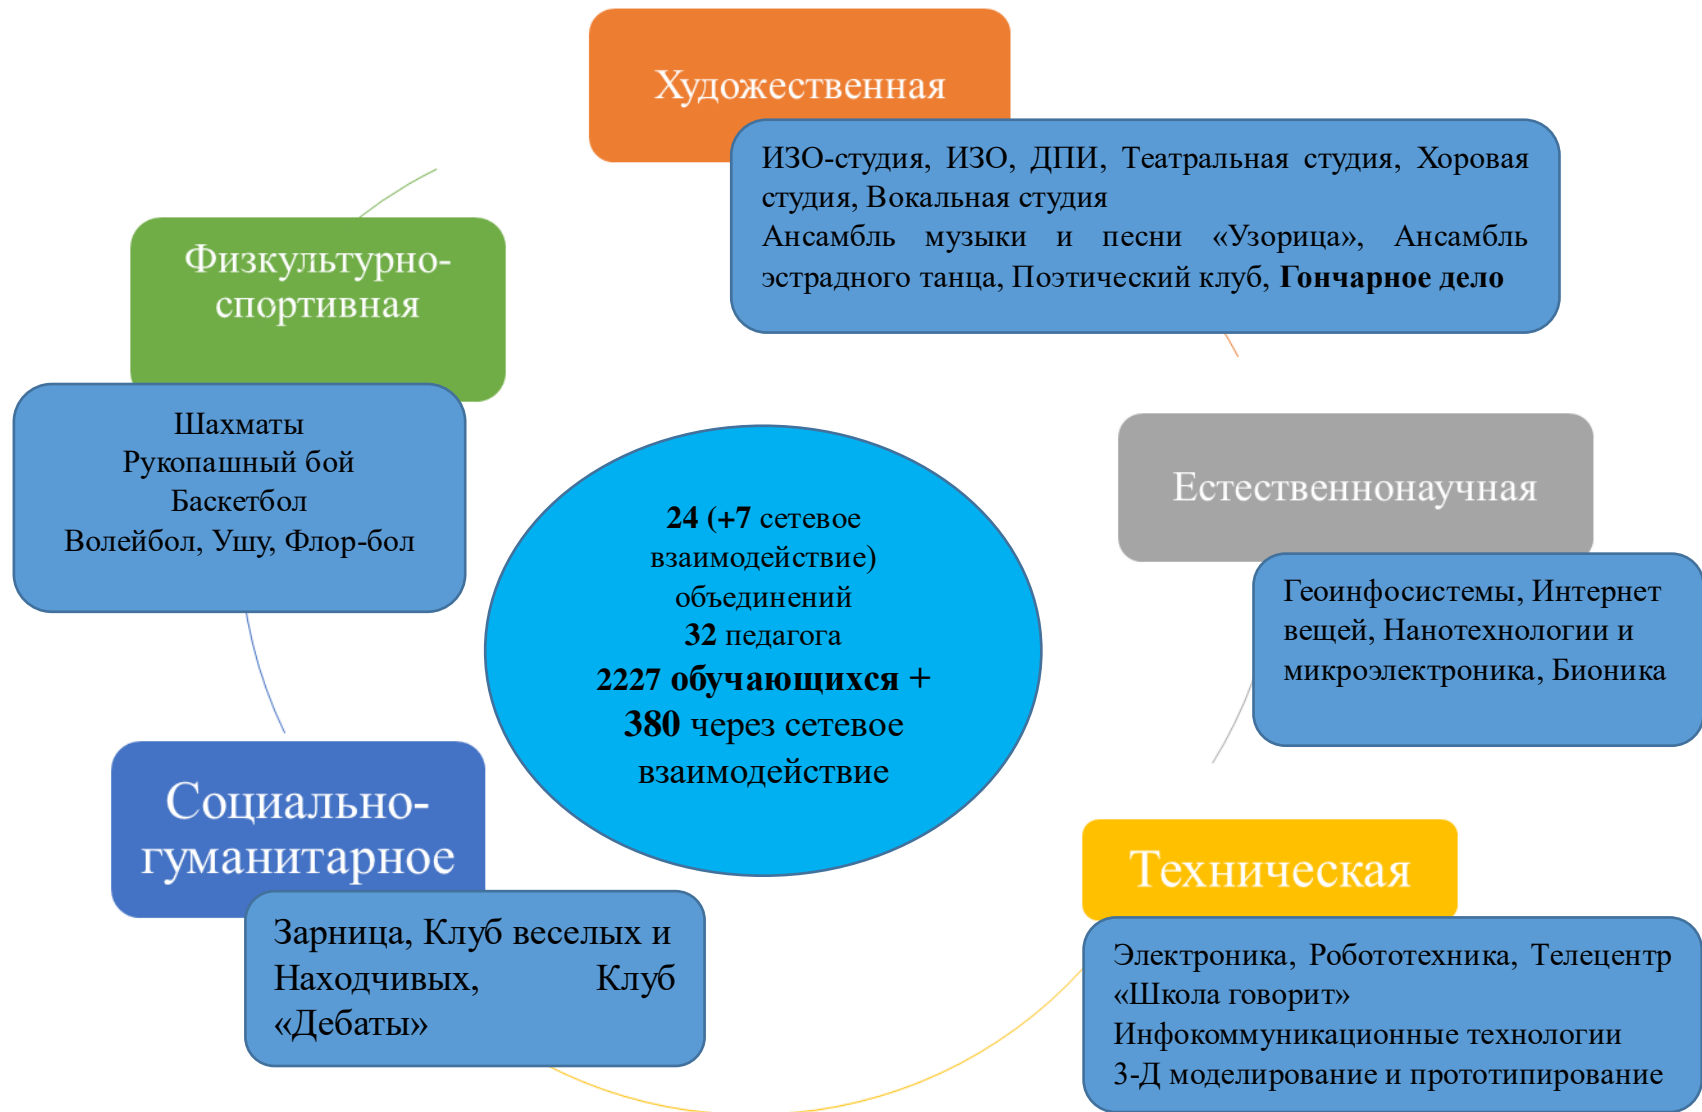 Художественная
ИЗО-студия, ИЗО, ДПИ, Театральная студия, Хоровая
студия, Вокальная студия
Ансамбль музыки и песни «Узорица», Ансамбль
эстрадного танца, Поэтический клуб, Гончарное дело
Физкультурно-
спортивная
Шахматы
Рукопашный бой
Баскетбол
Волейбол, Ушу, Флор-бол
24 (+7 сетевое
взаимодействие)
объединений
32 педагога
2227 обучающихся +
380 через сетевое
взаимодействие
Естественнонаучная
Геоинфосистемы, Интернет
вещей, Нанотехнологии и
микроэлектроника, Бионика
Социально-
гуманитарное
Зарница, Клуб веселых и
Находчивых, Клуб
«Дебаты»
Техническая
Электроника, Робототехника, Телецентр
«Школа говорит»
Инфокоммуникационные технологии
3-Д моделирование и прототипирование